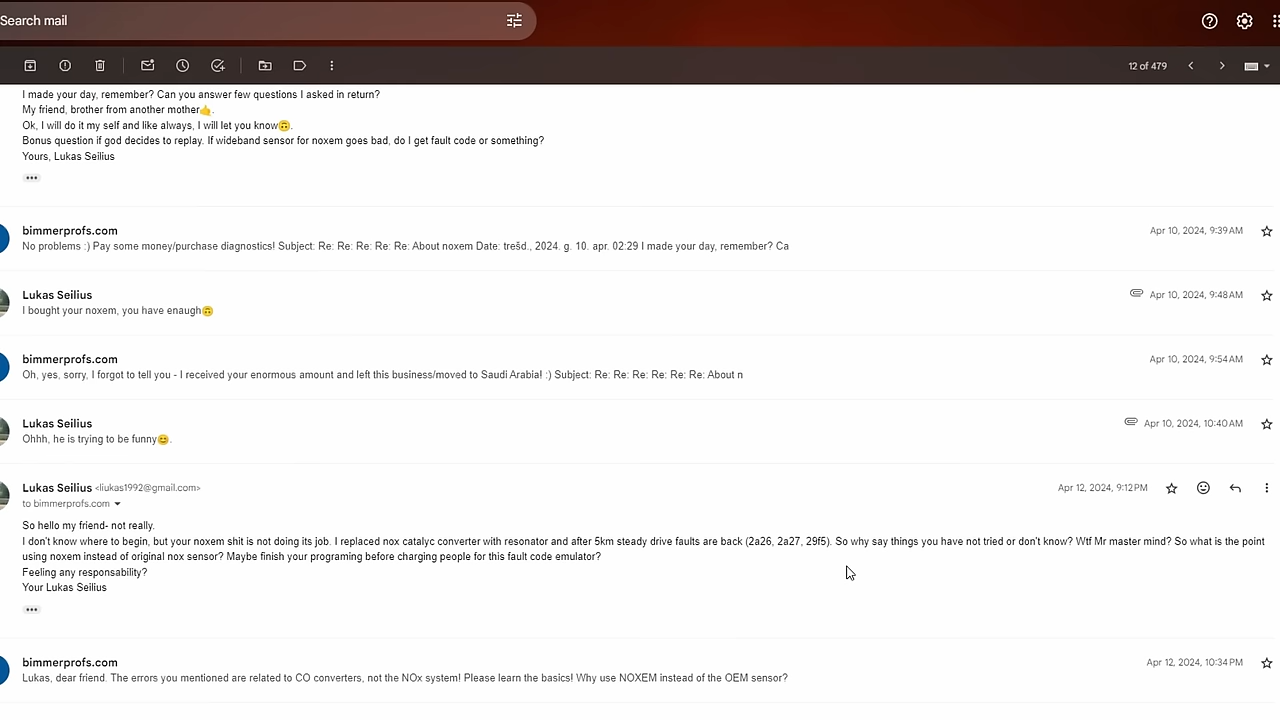 Search mail
12 of 479
I made your day, remember? Can you answer few questions I asked in return?
My friend, brother from another mother🤙.
Ok, I will do it my self and like always, I will let you know🙃.
Bonus question if god decides to replay. If wideband sensor for noxem goes bad, do I get fault code or something?
Yours, Lukas Seilius
bimmerprofs.com
Apr 10, 2024, 9:39 AM
No problems :) Pay some money/purchase diagnostics! Subject: Re: Re: Re: Re: Re: About noxem Date: trešd., 2024. g. 10. apr. 02:29 I made your day, remember? Ca
Lukas Seilius
Apr 10, 2024, 9:48 AM
I bought your noxem, you have enaugh🙃
bimmerprofs.com
Apr 10, 2024, 9:54 AM
Oh, yes, sorry, I forgot to tell you - I received your enormous amount and left this business/moved to Saudi Arabia! :) Subject: Re: Re: Re: Re: Re: Re: About n
Lukas Seilius
Apr 10, 2024, 10:40 AM
Ohhh, he is trying to be funny😊.
Lukas Seilius <liukas1992@gmail.com>
Apr 12, 2024, 9:12 PM
to bimmerprofs.com
So hello my friend- not really.
I don't know where to begin, but your noxem shit is not doing its job. I replaced nox catalyc converter with resonator and after 5km steady drive faults are back (2a26, 2a27, 29f5). So why say things you have not tried or don't know? Wtf Mr master mind? So what is the point
using noxem instead of original nox sensor? Maybe finish your programing before charging people for this fault code emulator?
Feeling any responsability?
Your Lukas Seilius
bimmerprofs.com
Apr 12, 2024, 10:34 PM
Lukas, dear friend. The errors you mentioned are related to CO converters, not the NOx system! Please learn the basics! Why use NOXEM instead of the OEM sensor?